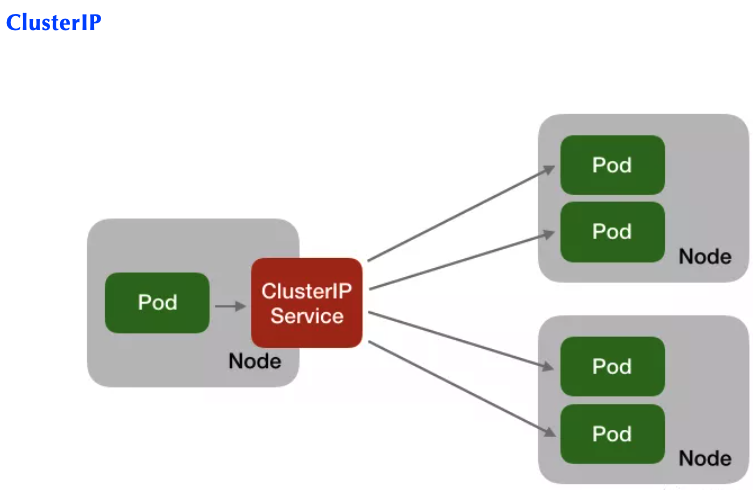 ClusterIP
Pod
ClusterIP
Service
Node
Pod
Pod
Node
Pod
Pod
Node